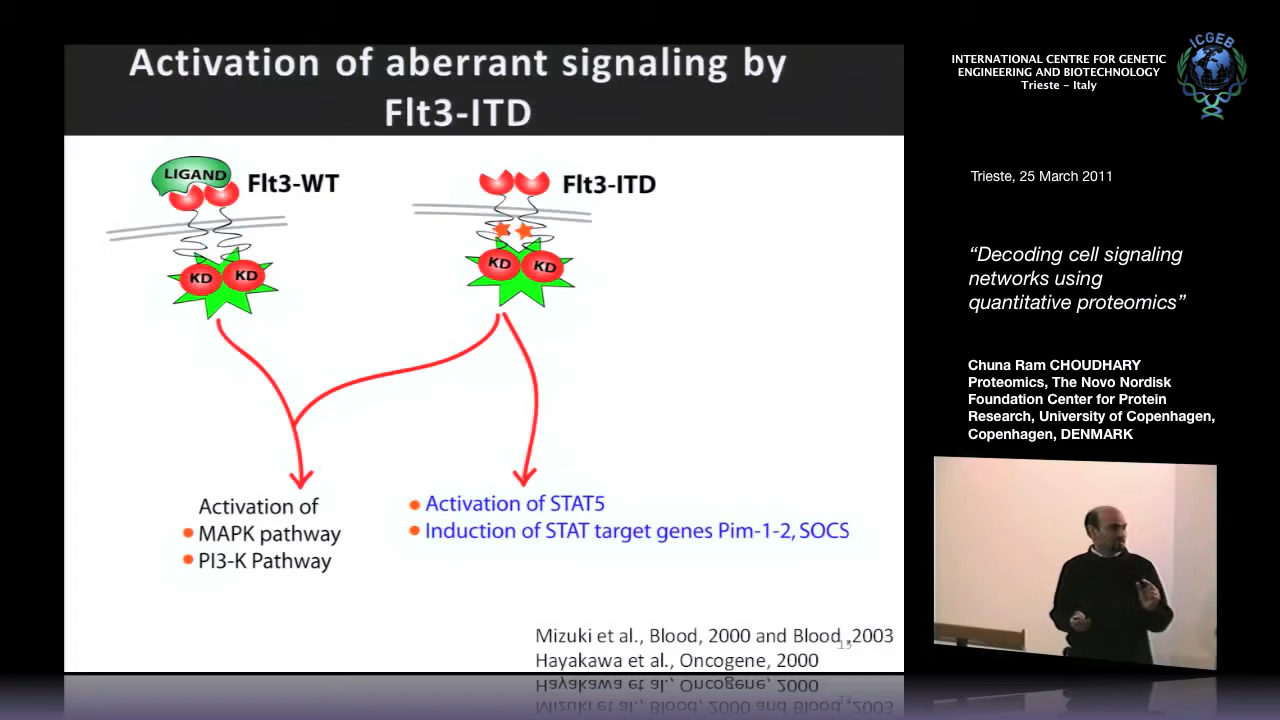 Activation of aberrant signaling by
Flt3-ITD
LIGAND
Flt3-WT
Flt3-ITD
KD
KD
KD
KD
Activation of
MAPK pathway
PI3-K Pathway
Activation of STAT5
Induction of STAT target genes Pim-1-2, SOCS
Mizuki et al., Blood, 2000 and Blood ,2003
Hayakawa et al., Oncogene, 2000
INTERNATIONAL CENTRE FOR GENETIC
ENGINEERING AND BIOTECHNOLOGY
Trieste – Italy
ICGEB
Trieste, 25 March 2011
“Decoding cell signaling
networks using
quantitative proteomics”
Chuna Ram CHOUDHARY
Proteomics, The Novo Nordisk
Foundation Center for Protein
Research, University of Copenhagen,
Copenhagen, DENMARK